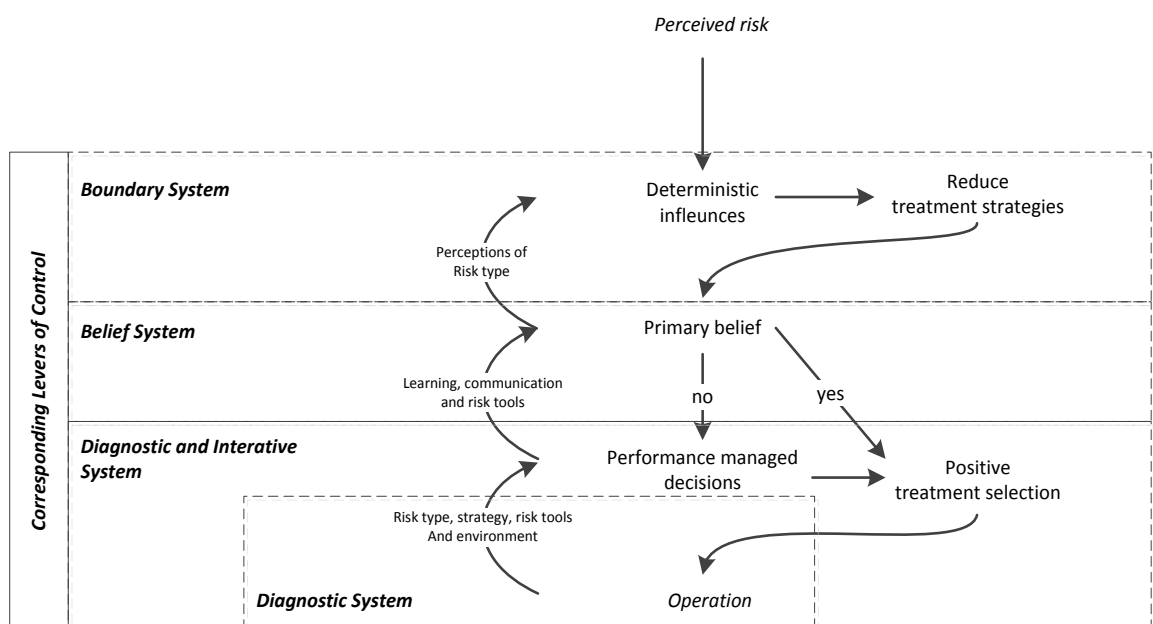 Perceived risk
Corresponding Levers of Control
Boundary System
Deterministic
infleunces
Reduce
treatment strategies
Perceptions of
Risk type
Belief System
Primary belief
Learning, communication
and risk tools
no
yes
Diagnostic and Interative
System
Performance managed
decisions
Positive
treatment selection
Risk type, strategy, risk tools
And environment
Diagnostic System
Operation